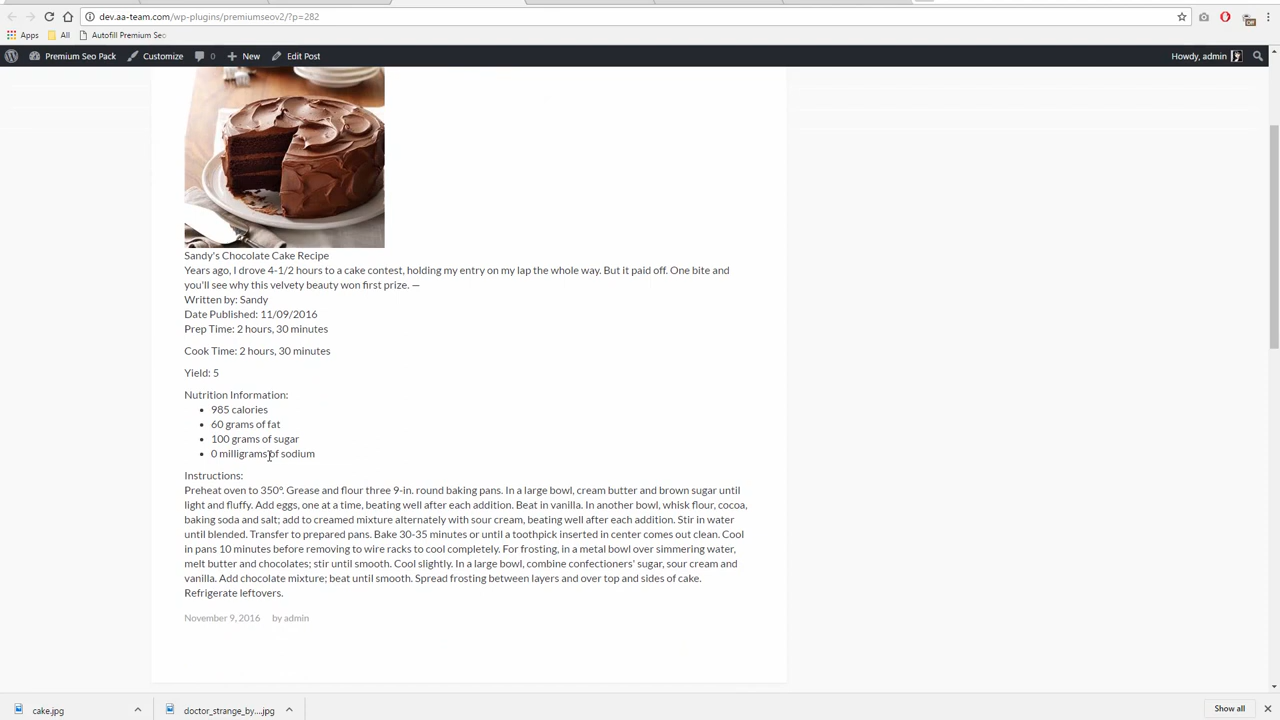 dev.aa-team.com/wp-plugins/premiumseov2/?p=282
Apps All Autofill Premium Seo
Premium Seo Pack Customize 0 New Edit Post Howdy, admin
Sandy's Chocolate Cake Recipe
Years ago, I drove 4-1/2 hours to a cake contest, holding my entry on my lap the whole way. But it paid off. One bite and
you'll see why this velvety beauty won first prize. —
Written by: Sandy
Date Published: 11/09/2016
Prep Time: 2 hours, 30 minutes
Cook Time: 2 hours, 30 minutes
Yield: 5
Nutrition Information:
• 985 calories
• 60 grams of fat
• 100 grams of sugar
• 0 milligrams of sodium
Instructions:
Preheat oven to 350°. Grease and flour three 9-in. round baking pans. In a large bowl, cream butter and brown sugar until
light and fluffy. Add eggs, one at a time, beating well after each addition. Beat in vanilla. In another bowl, whisk flour, cocoa,
baking soda and salt; add to creamed mixture alternately with sour cream, beating well after each addition. Stir in water
until blended. Transfer to prepared pans. Bake 30-35 minutes or until a toothpick inserted in center comes out clean. Cool
in pans 10 minutes before removing to wire racks to cool completely. For frosting, in a metal bowl over simmering water,
melt butter and chocolates; stir until smooth. Cool slightly. In a large bowl, combine confectioners' sugar, sour cream and
vanilla. Add chocolate mixture; beat until smooth. Spread frosting between layers and over top and sides of cake.
Refrigerate leftovers.
November 9, 2016 by admin
cake.jpg doctor_strange_by....jpg Show all